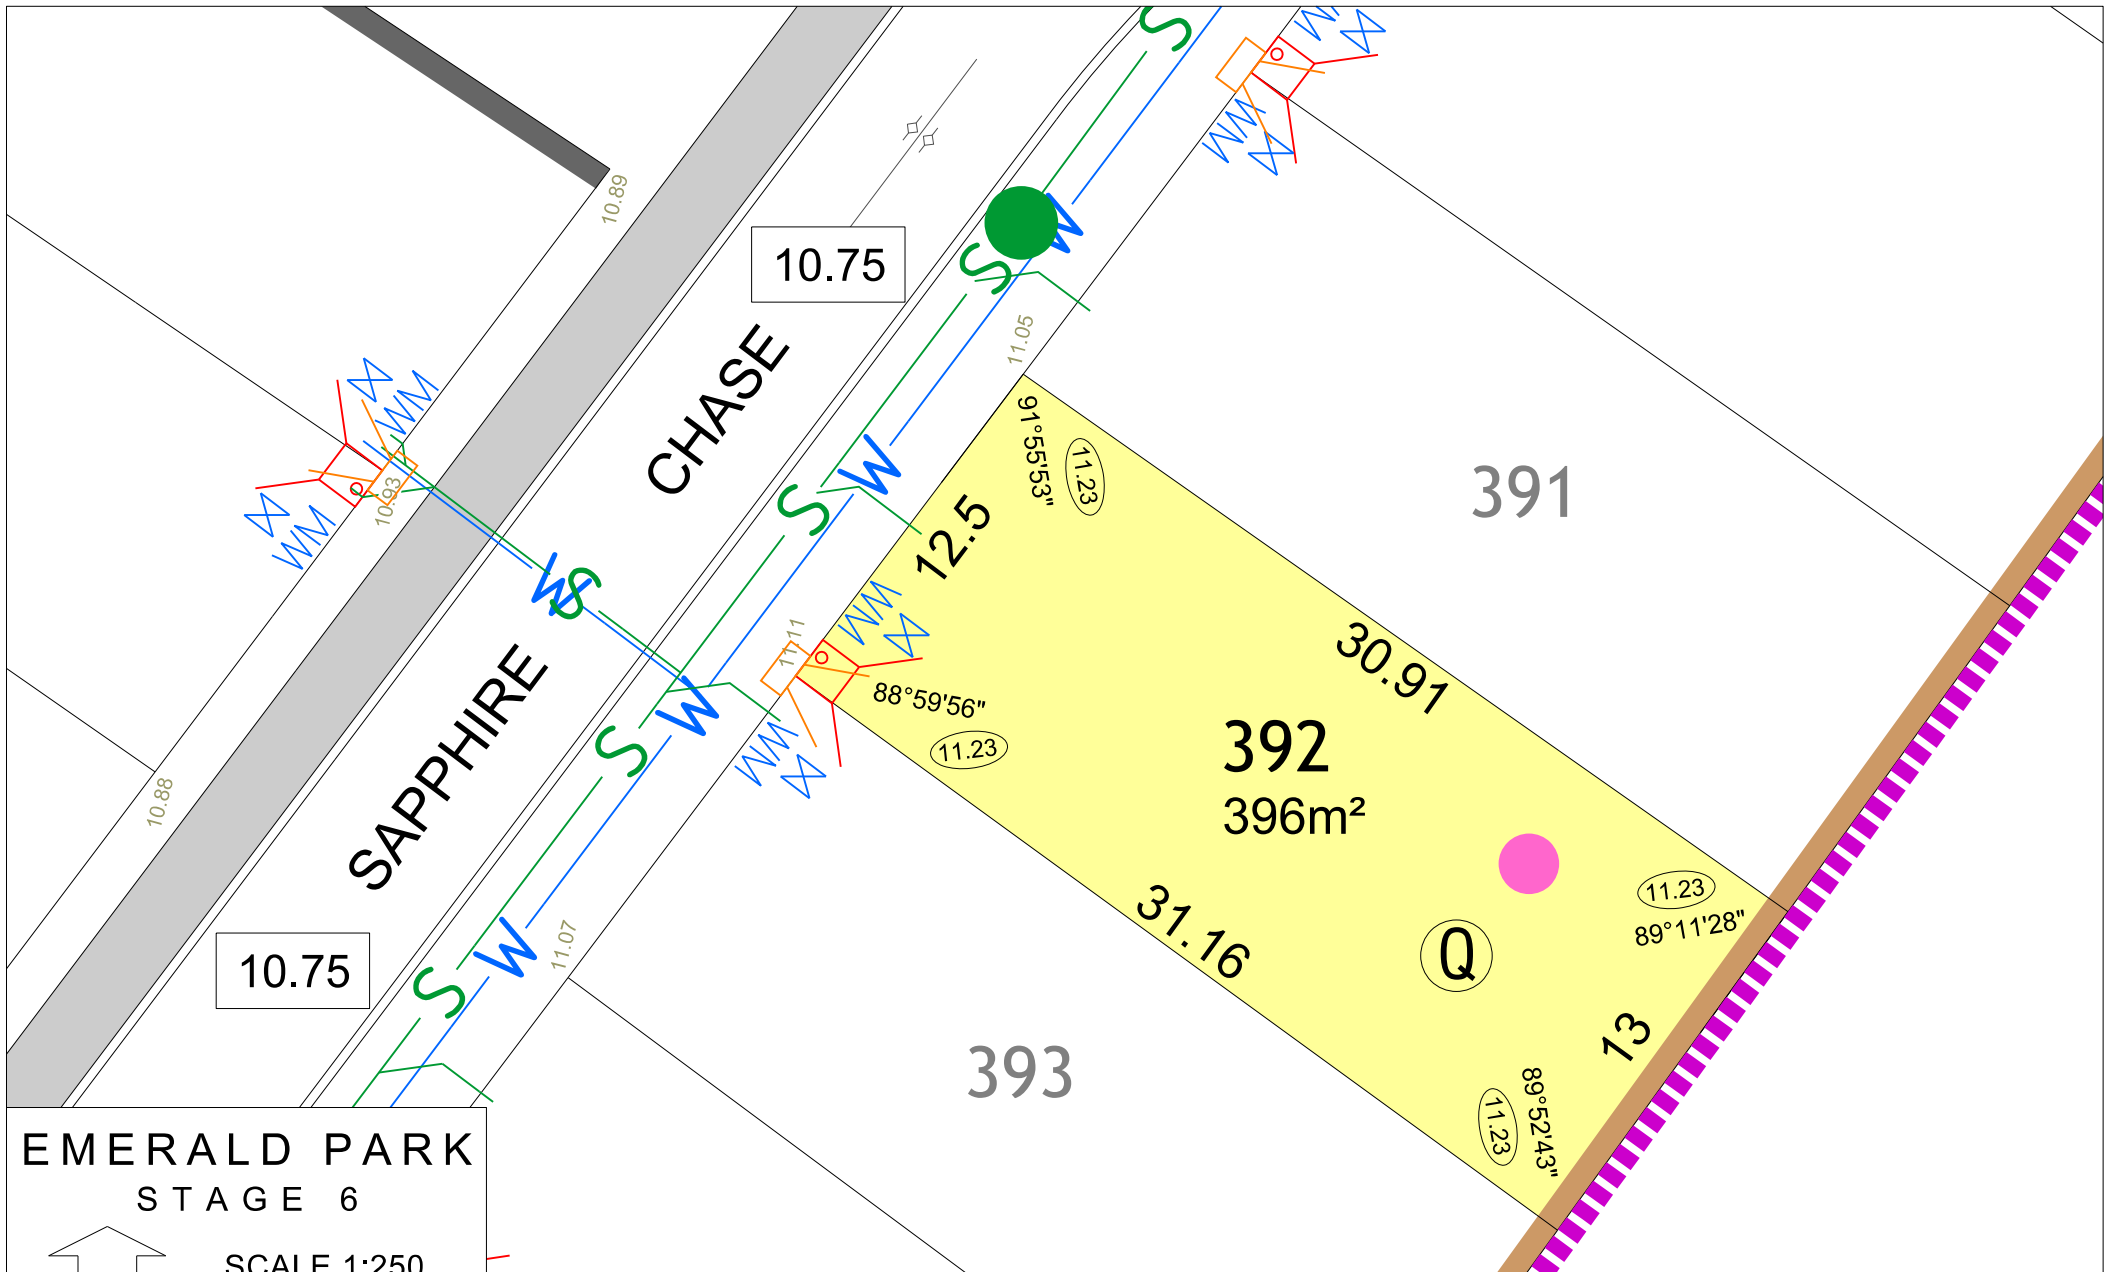 S
10.89
10.75
W
S
11.05
CHASE
91°55'53"
11.23
391
W
S
10.93
12.5
W
S
11.11
30.91
88°59'56"
11.23
SAPPHIRE
W
S
392
396m²
10.88
11.23
89°11'28"
31.16
Q
11.07
W
S
10.75
13
393
89°52'43"
11.23
EMERALD PARK
STAGE 6
SCALE 1:250